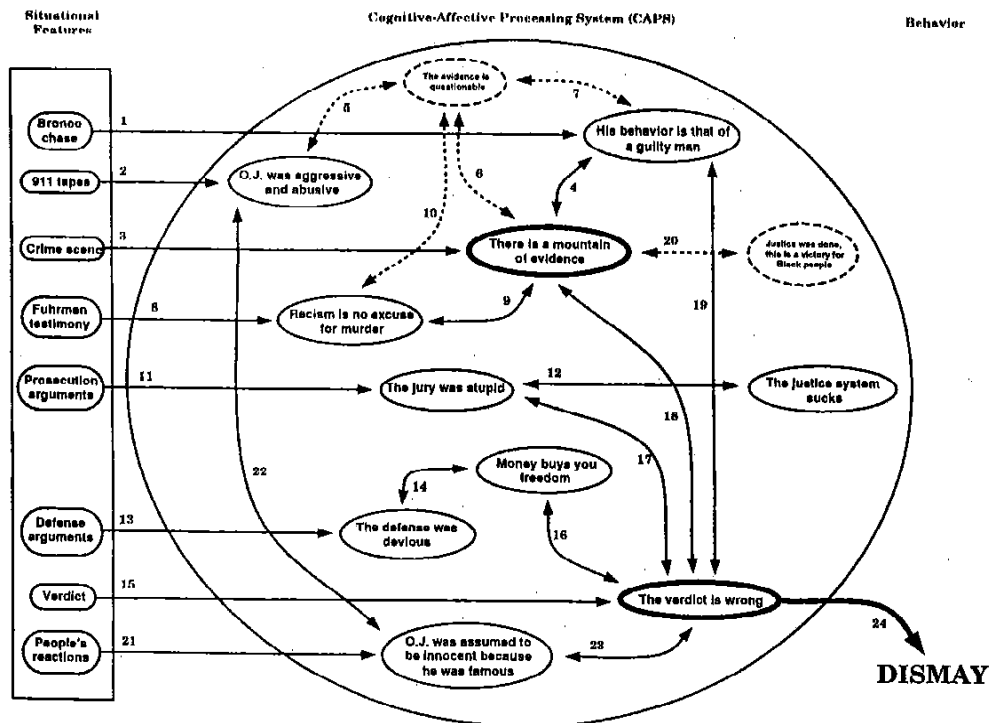 Situational
Features
Cognitive-Affective Processing System (CAPS)
Behavior
The evidence is
questionable
5
7
Bronco
chase
1
His behavior is that of
a guilty man
911 tapes
2
O.J. was aggressive
and abusive
6
4
10
Crime scene
3
There is a mountain
of evidence
20
Justice was done,
this is a victory for
Black people
Fuhrman
testimony
8
Racism is no excuse
for murder
9
19
Prosecution
arguments
11
The jury was stupid
12
The justice system
sucks
18
17
22
Money buys you
freedom
14
Defense
arguments
13
The defense was
devious
16
Verdict
15
The verdict is wrong
24
People's
reactions
21
O.J. was assumed to
be innocent because
he was famous
23
DISMAY